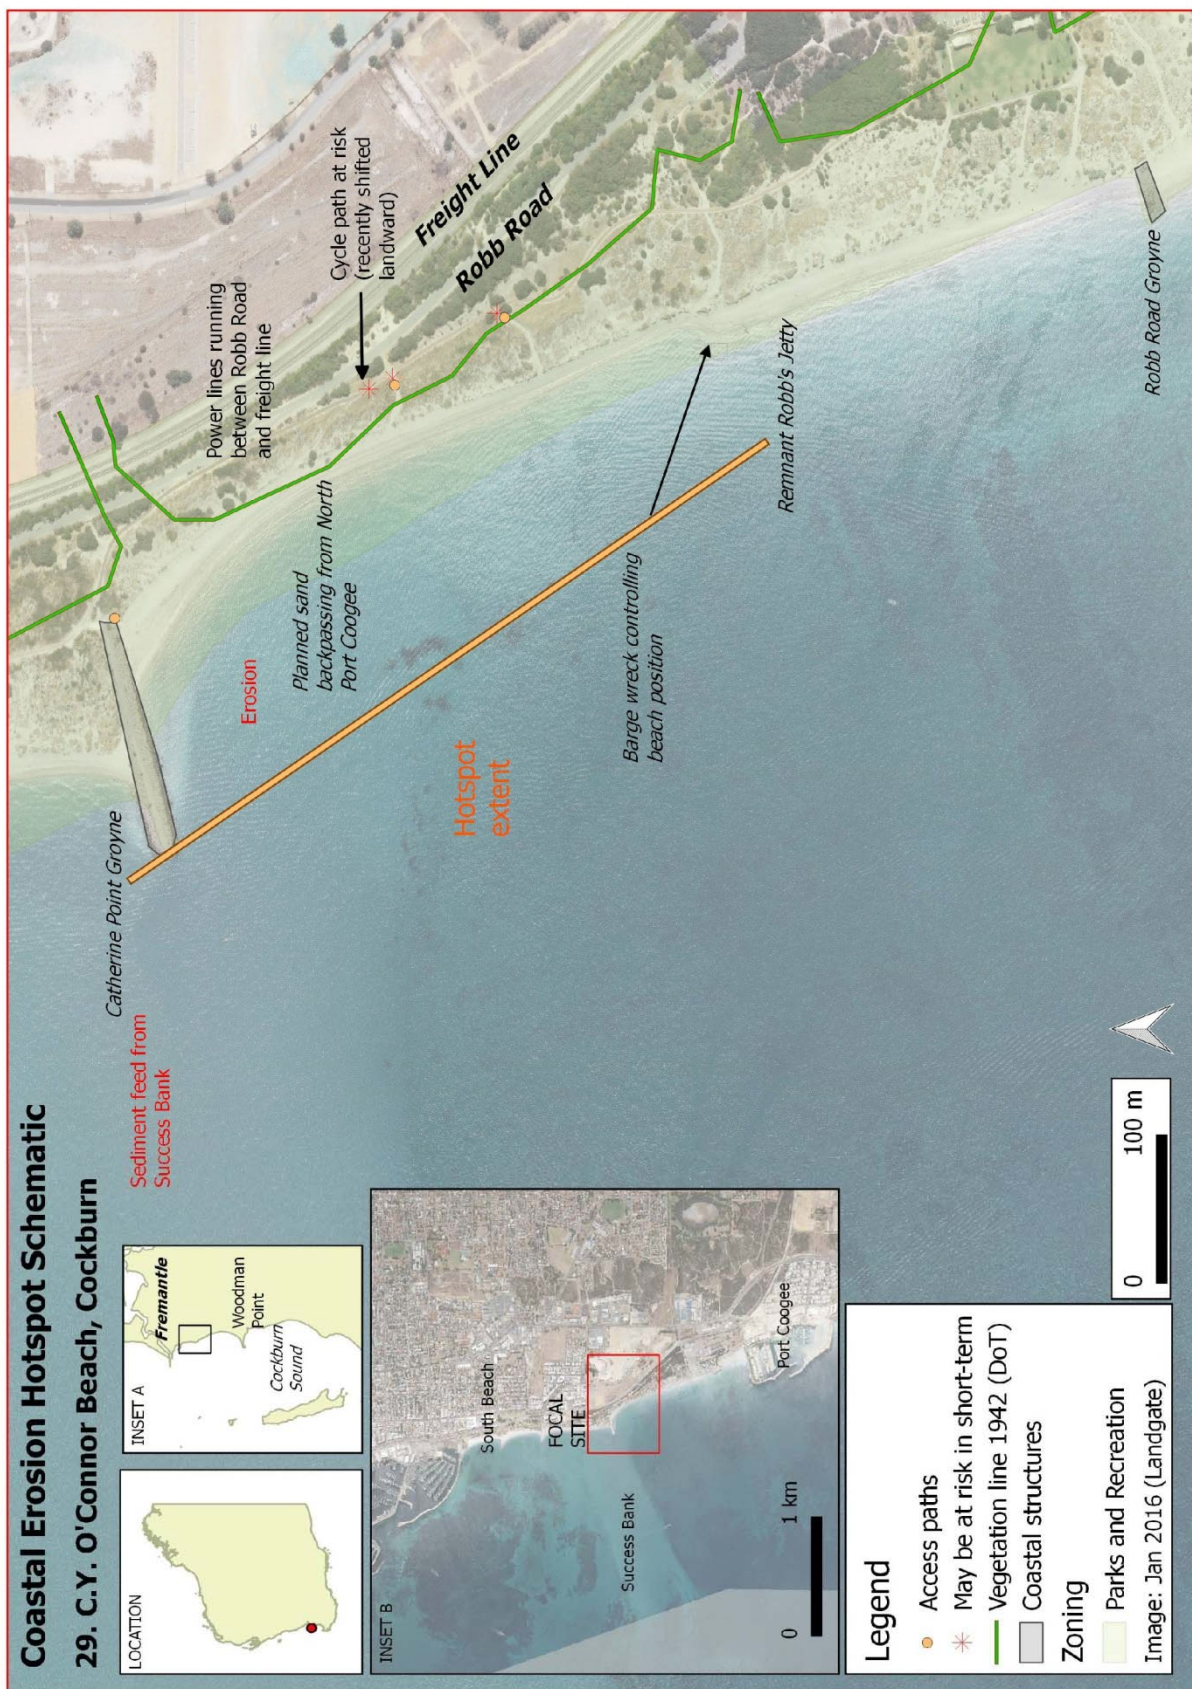 Coastal Erosion Hotspot Schematic
29. C.Y. O'Connor Beach, Cockburn
LOCATION
INSET A
Fremantle
Woodman
Point
Cockburn
Sound
INSET B
South Beach
FOCAL
SITE
Success Bank
Port Coogee
0
1 km
Legend
Access paths
May be at risk in short-term
Vegetation line 1942 (DoT)
Coastal structures
Zoning
Parks and Recreation
Image: Jan 2016 (Landgate)
0
100 m
Sediment feed from
Success Bank
Catherine Point Groyne
Erosion
Planned sand
backpassing from North
Port Coogee
Hotspot
extent
Power lines running
between Robb Road
and freight line
Cycle path at risk
(recently shifted
landward)
Freight Line
Robb Road
Barge wreck controlling
beach position
Remnant Robb's Jetty
Robb Road Groyne